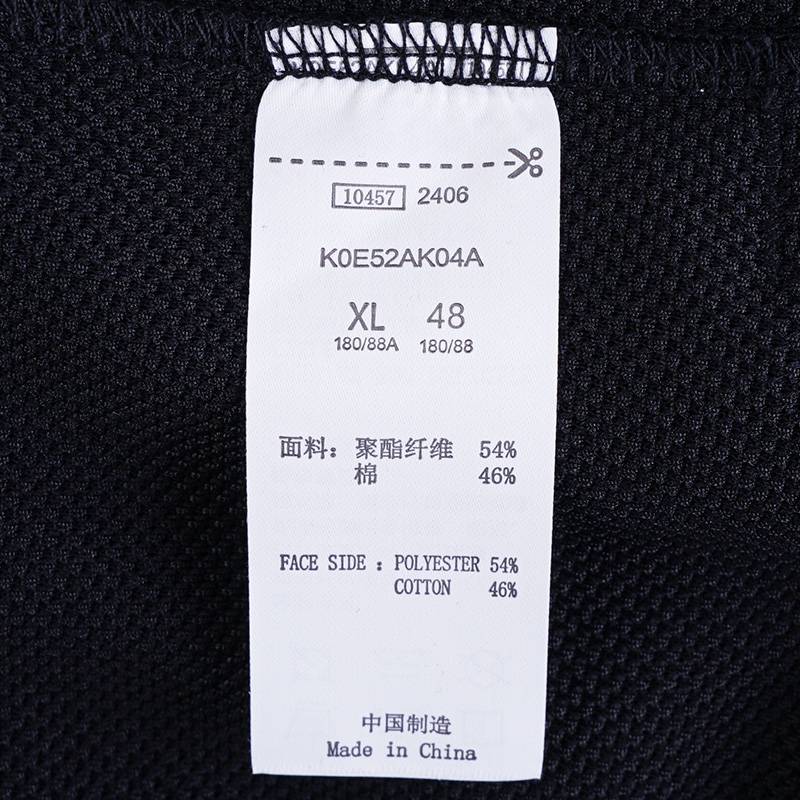 10457 2406
K0E52AK04A
XL 48
180/88A 180/88
面料: 聚酯纤维 54%
棉 46%
FACE SIDE : POLYESTER 54%
COTTON 46%
中国制造
Made in China